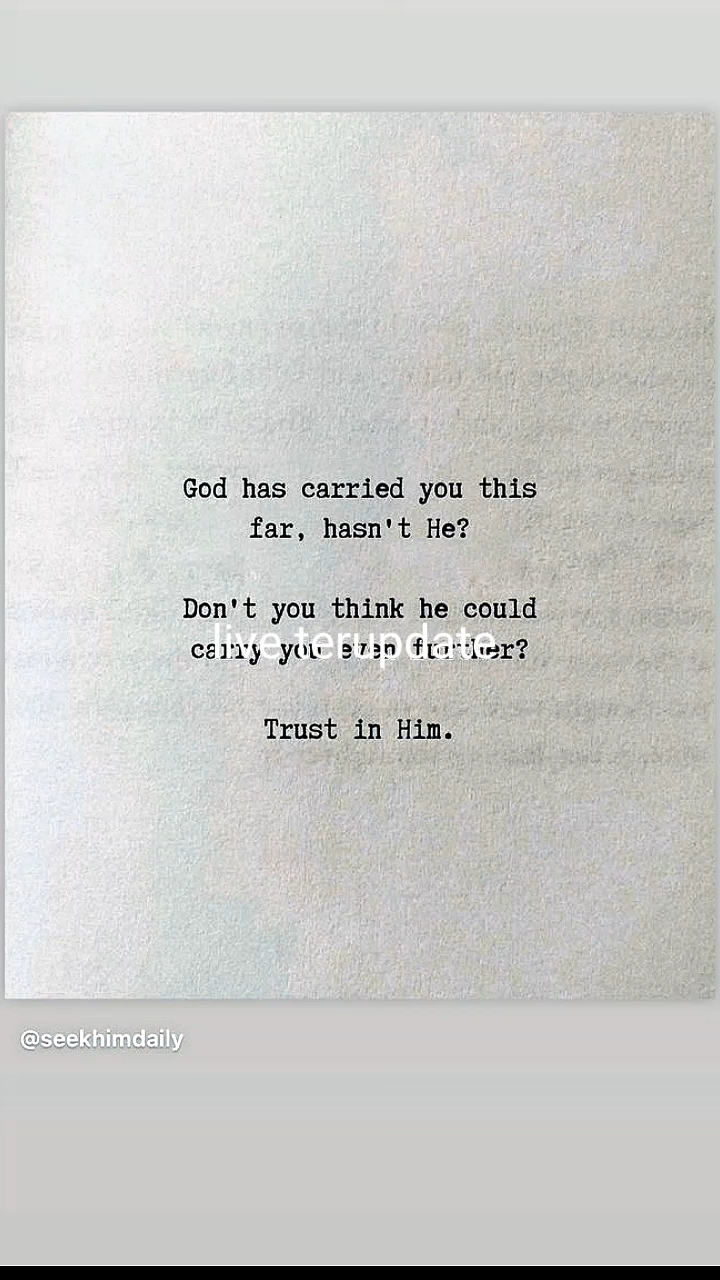 God has carried you this
far, hasn't He?
Don't you think he could
carry you even further?
live.terupdate
Trust in Him.
@seekhimdaily